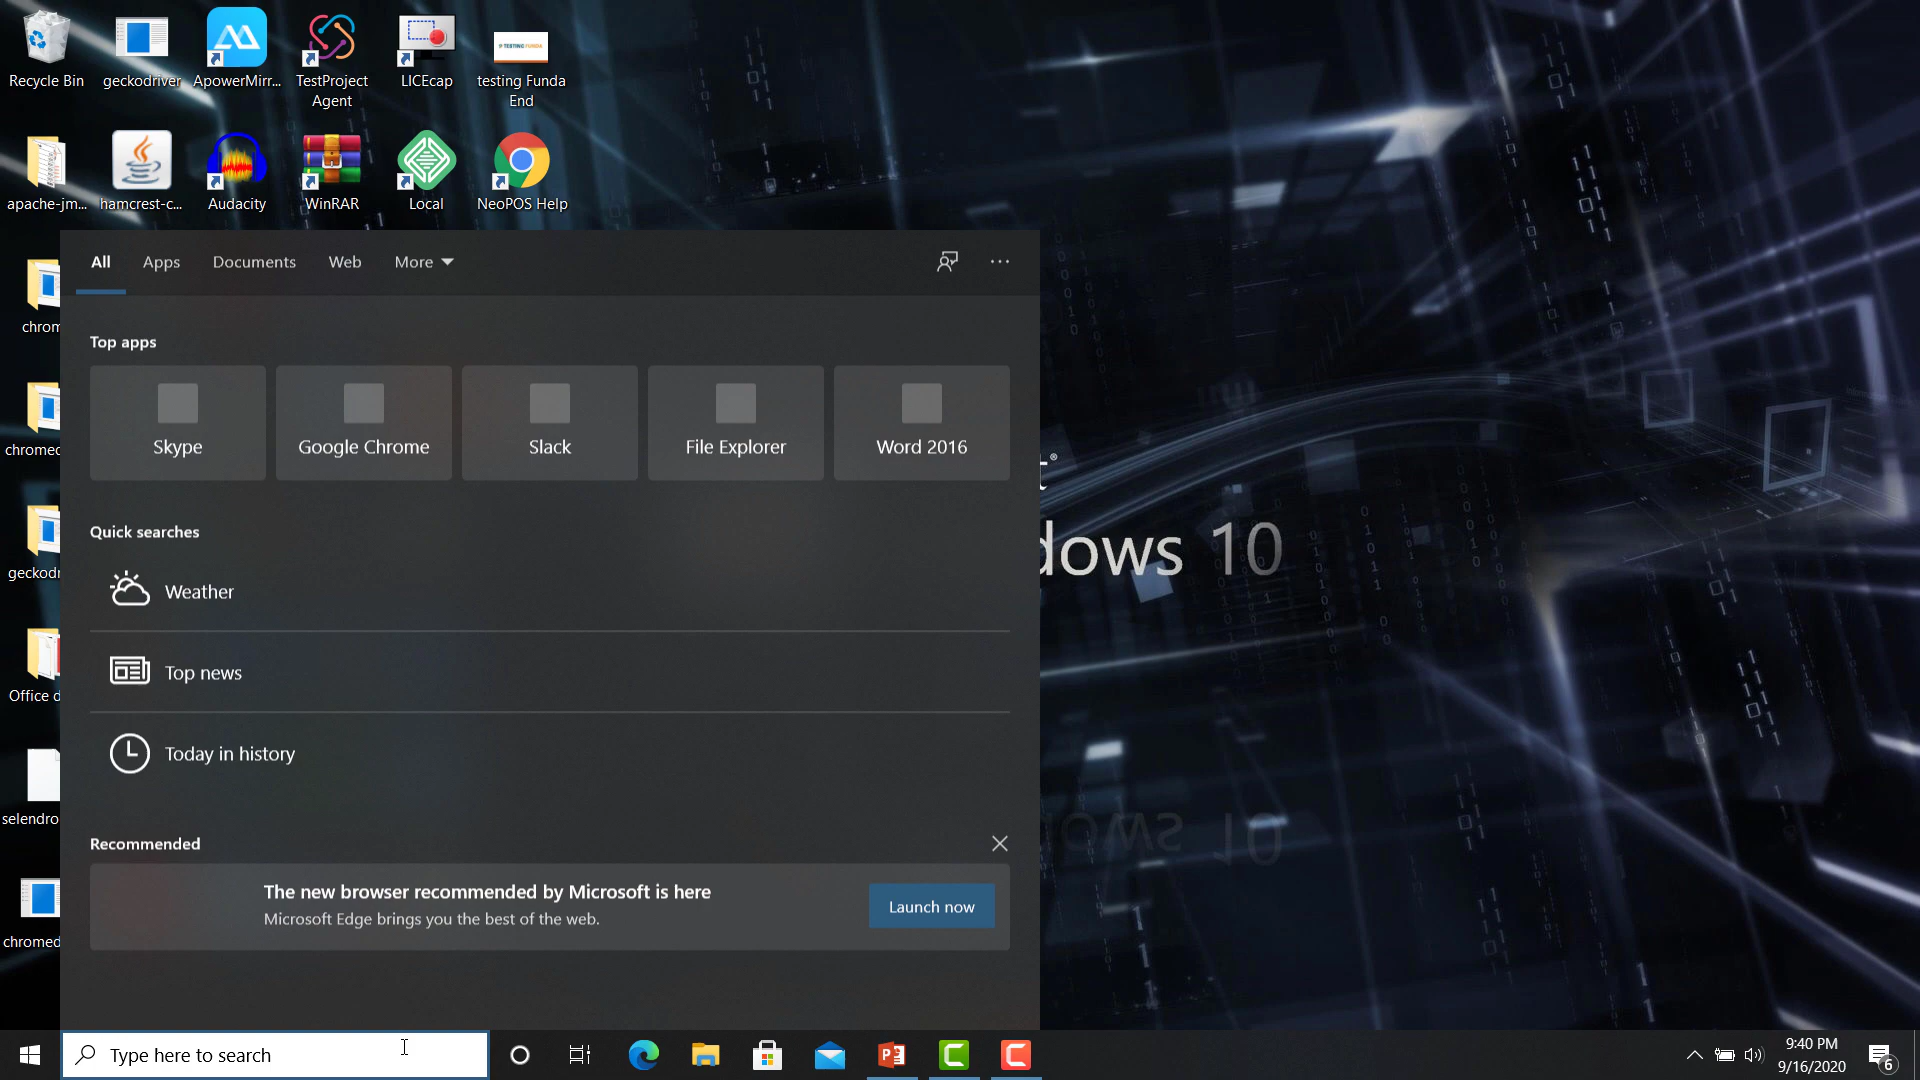 Recycle Bin
geckodriver
ApowerMirr...
TestProject
Agent
LICEcap
testing Funda
End
TESTING FUNDA
apache-jm...
hamcrest-c...
Audacity
WinRAR
Local
NeoPOS Help
chrom
chromed
geckodr
Office d
selendro
chromed
All
Apps
Documents
Web
More
Top apps
Skype
Google Chrome
Slack
File Explorer
Word 2016
Quick searches
Weather
Top news
Today in history
Recommended
The new browser recommended by Microsoft is here
Microsoft Edge brings you the best of the web.
Launch now
t®
dows 10
Type here to search
9:40 PM
9/16/2020
6